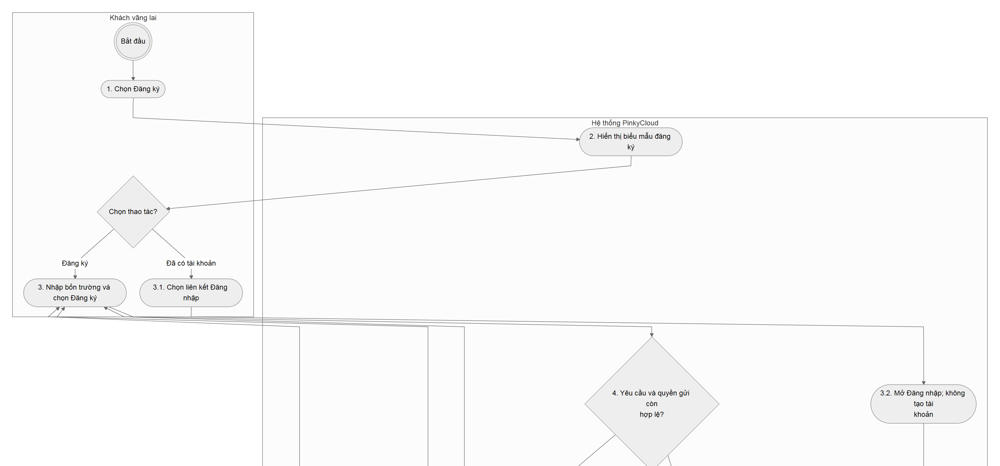 Khách vãng lai
Bắt đầu
1. Chọn Đăng ký
Hệ thống PinkyCloud
2. Hiển thị biểu mẫu đăng
ký
Chọn thao tác?
Đăng ký
Đã có tài khoản
3. Nhập bốn trường và
chọn Đăng ký
3.1. Chọn liên kết Đăng
nhập
4. Yêu cầu và quyền gửi
còn
hợp lệ?
3.2. Mở Đăng nhập; không
tạo tài
khoản